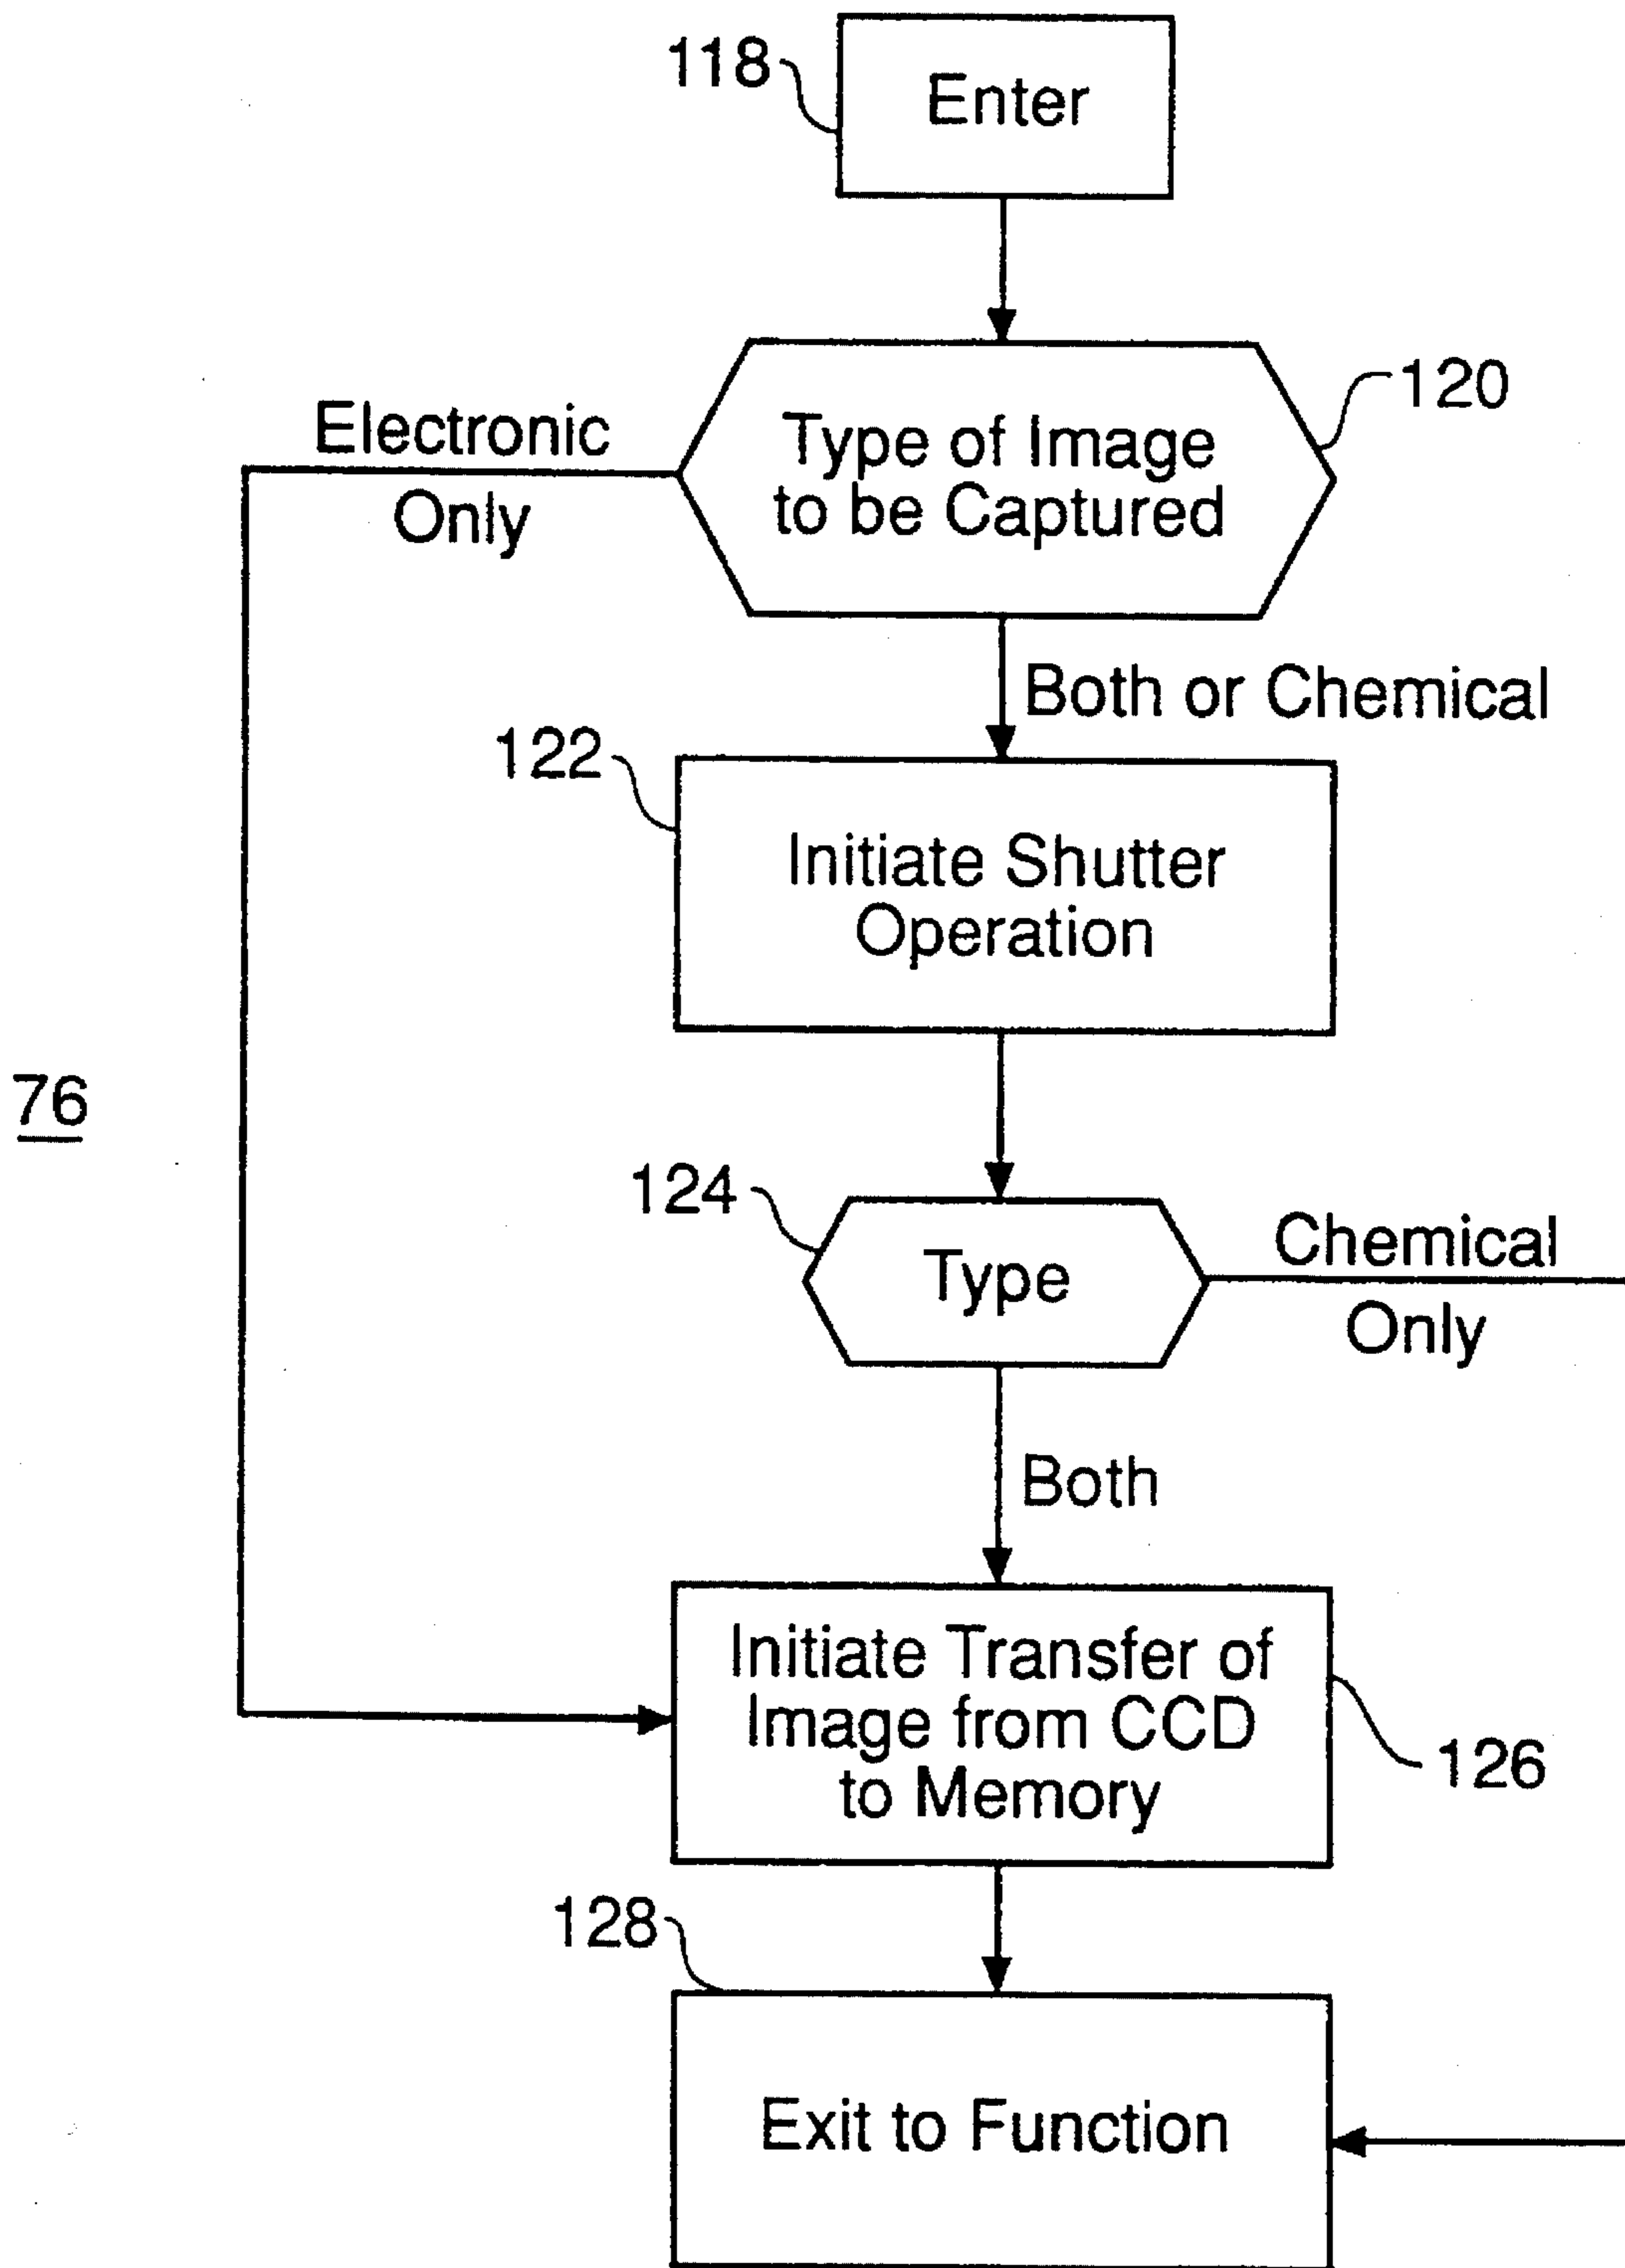 118
Enter
120
Type of Image
to be Captured
Electronic
Only
Both or Chemical
122
Initiate Shutter
Operation
76
124
Type
Chemical
Only
Both
Initiate Transfer of
Image from CCD
to Memory
126
128
Exit to Function